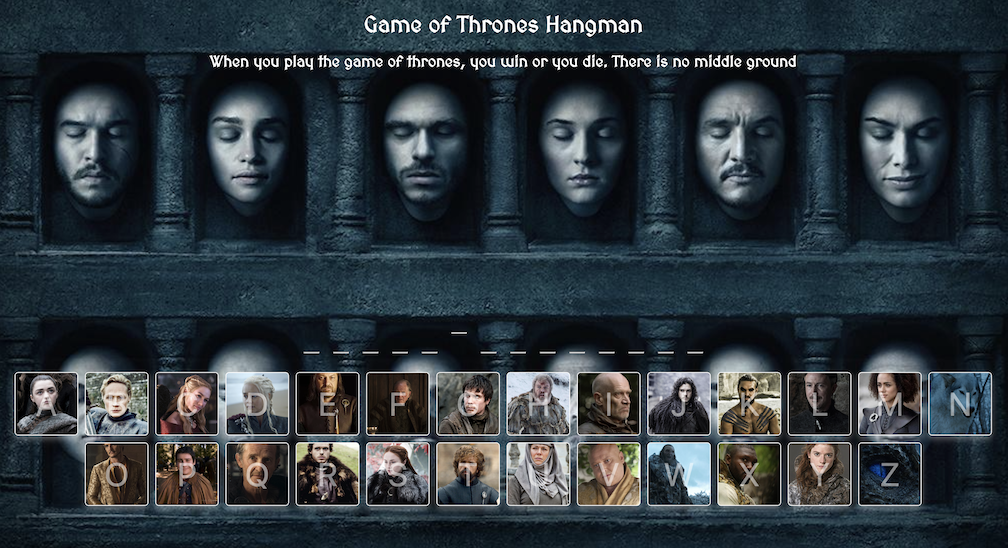 Game of Thrones Hangman
When you play the game of thrones, you win or you die. There is no middle ground
_
_ _ _ _ _ _ _ _ _ _ _ _ _
A C D E F G H I J K L M N
O P Q R S T V W X Y Z